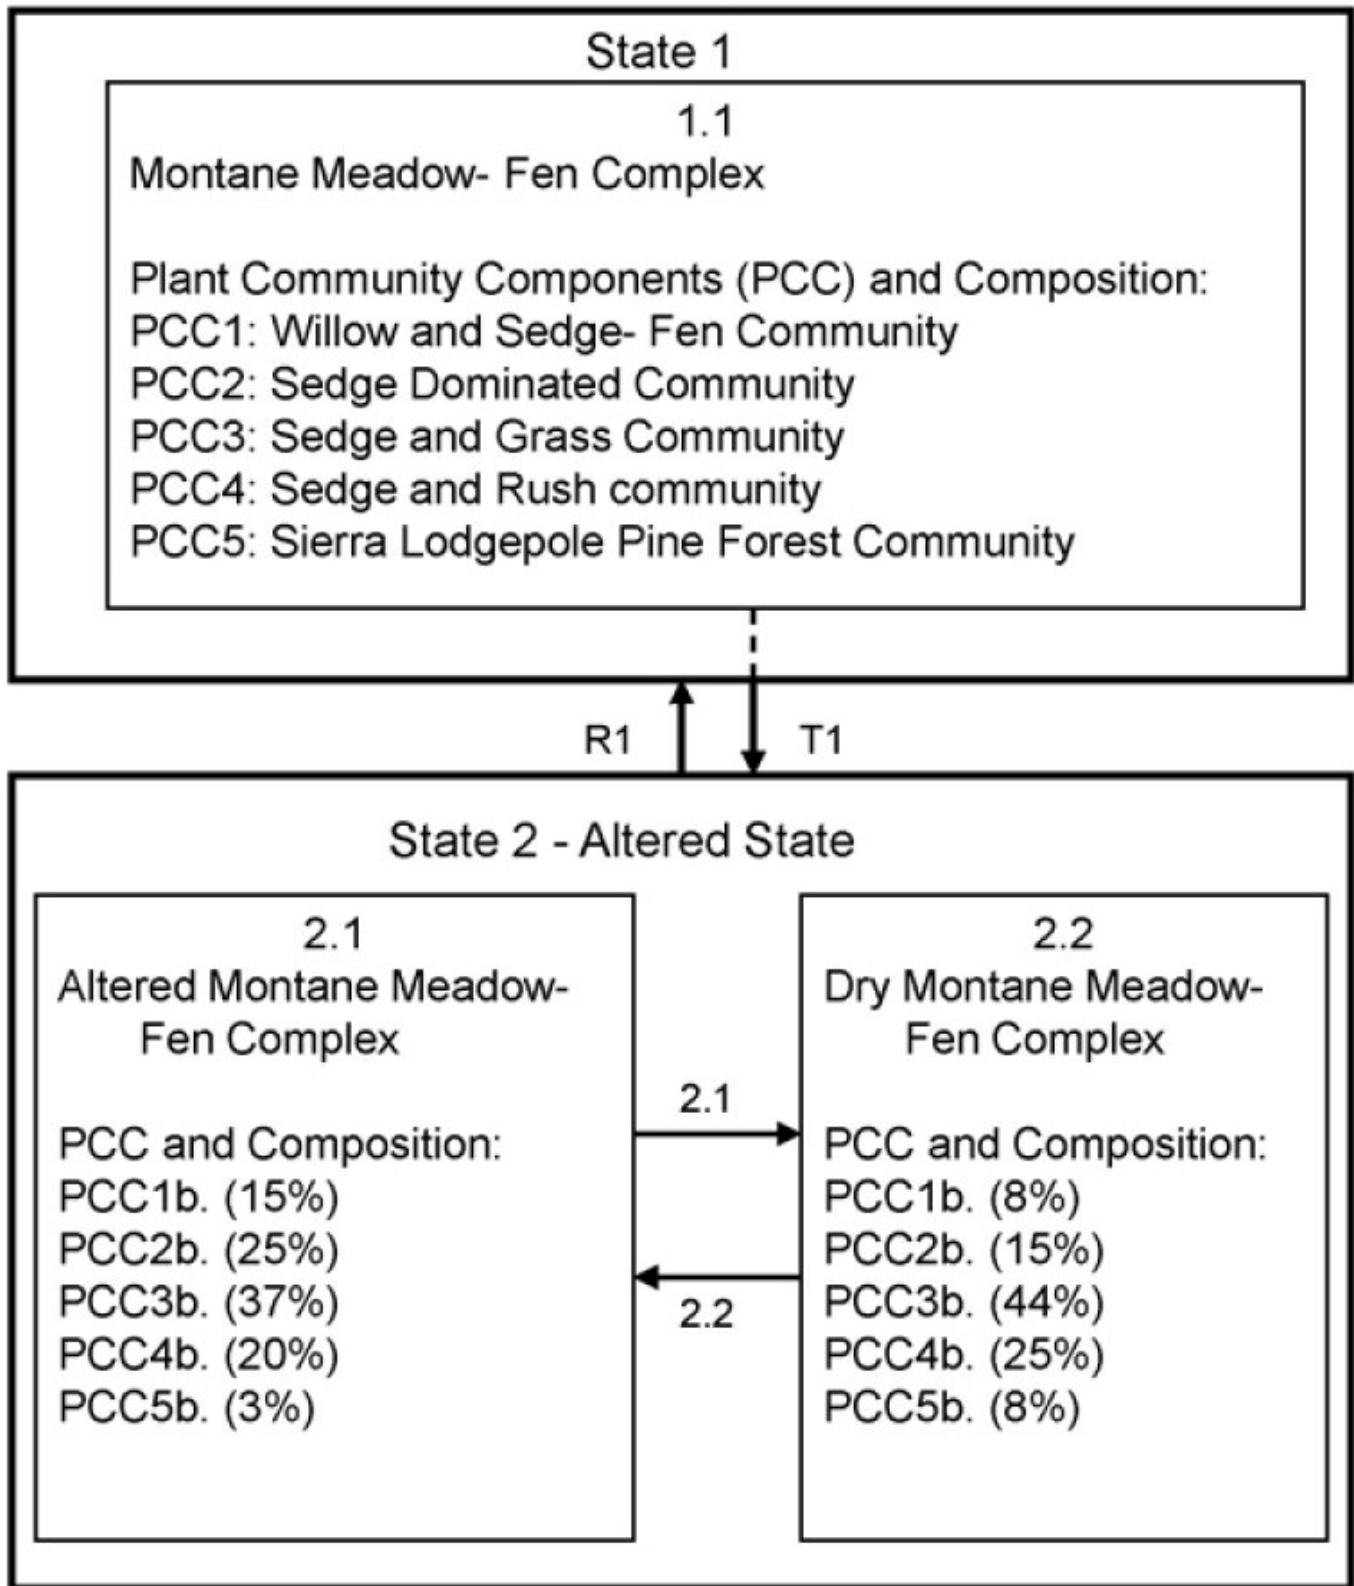 State 1
1.1
Montane Meadow- Fen Complex
Plant Community Components (PCC) and Composition:
PCC1: Willow and Sedge- Fen Community
PCC2: Sedge Dominated Community
PCC3: Sedge and Grass Community
PCC4: Sedge and Rush community
PCC5: Sierra Lodgepole Pine Forest Community
R1
T1
State 2 - Altered State
2.1
Altered Montane Meadow-
Fen Complex
PCC and Composition:
PCC1b. (15%)
PCC2b. (25%)
PCC3b. (37%)
PCC4b. (20%)
PCC5b. (3%)
2.1
2.2
2.2
Dry Montane Meadow-
Fen Complex
PCC and Composition:
PCC1b. (8%)
PCC2b. (15%)
PCC3b. (44%)
PCC4b. (25%)
PCC5b. (8%)